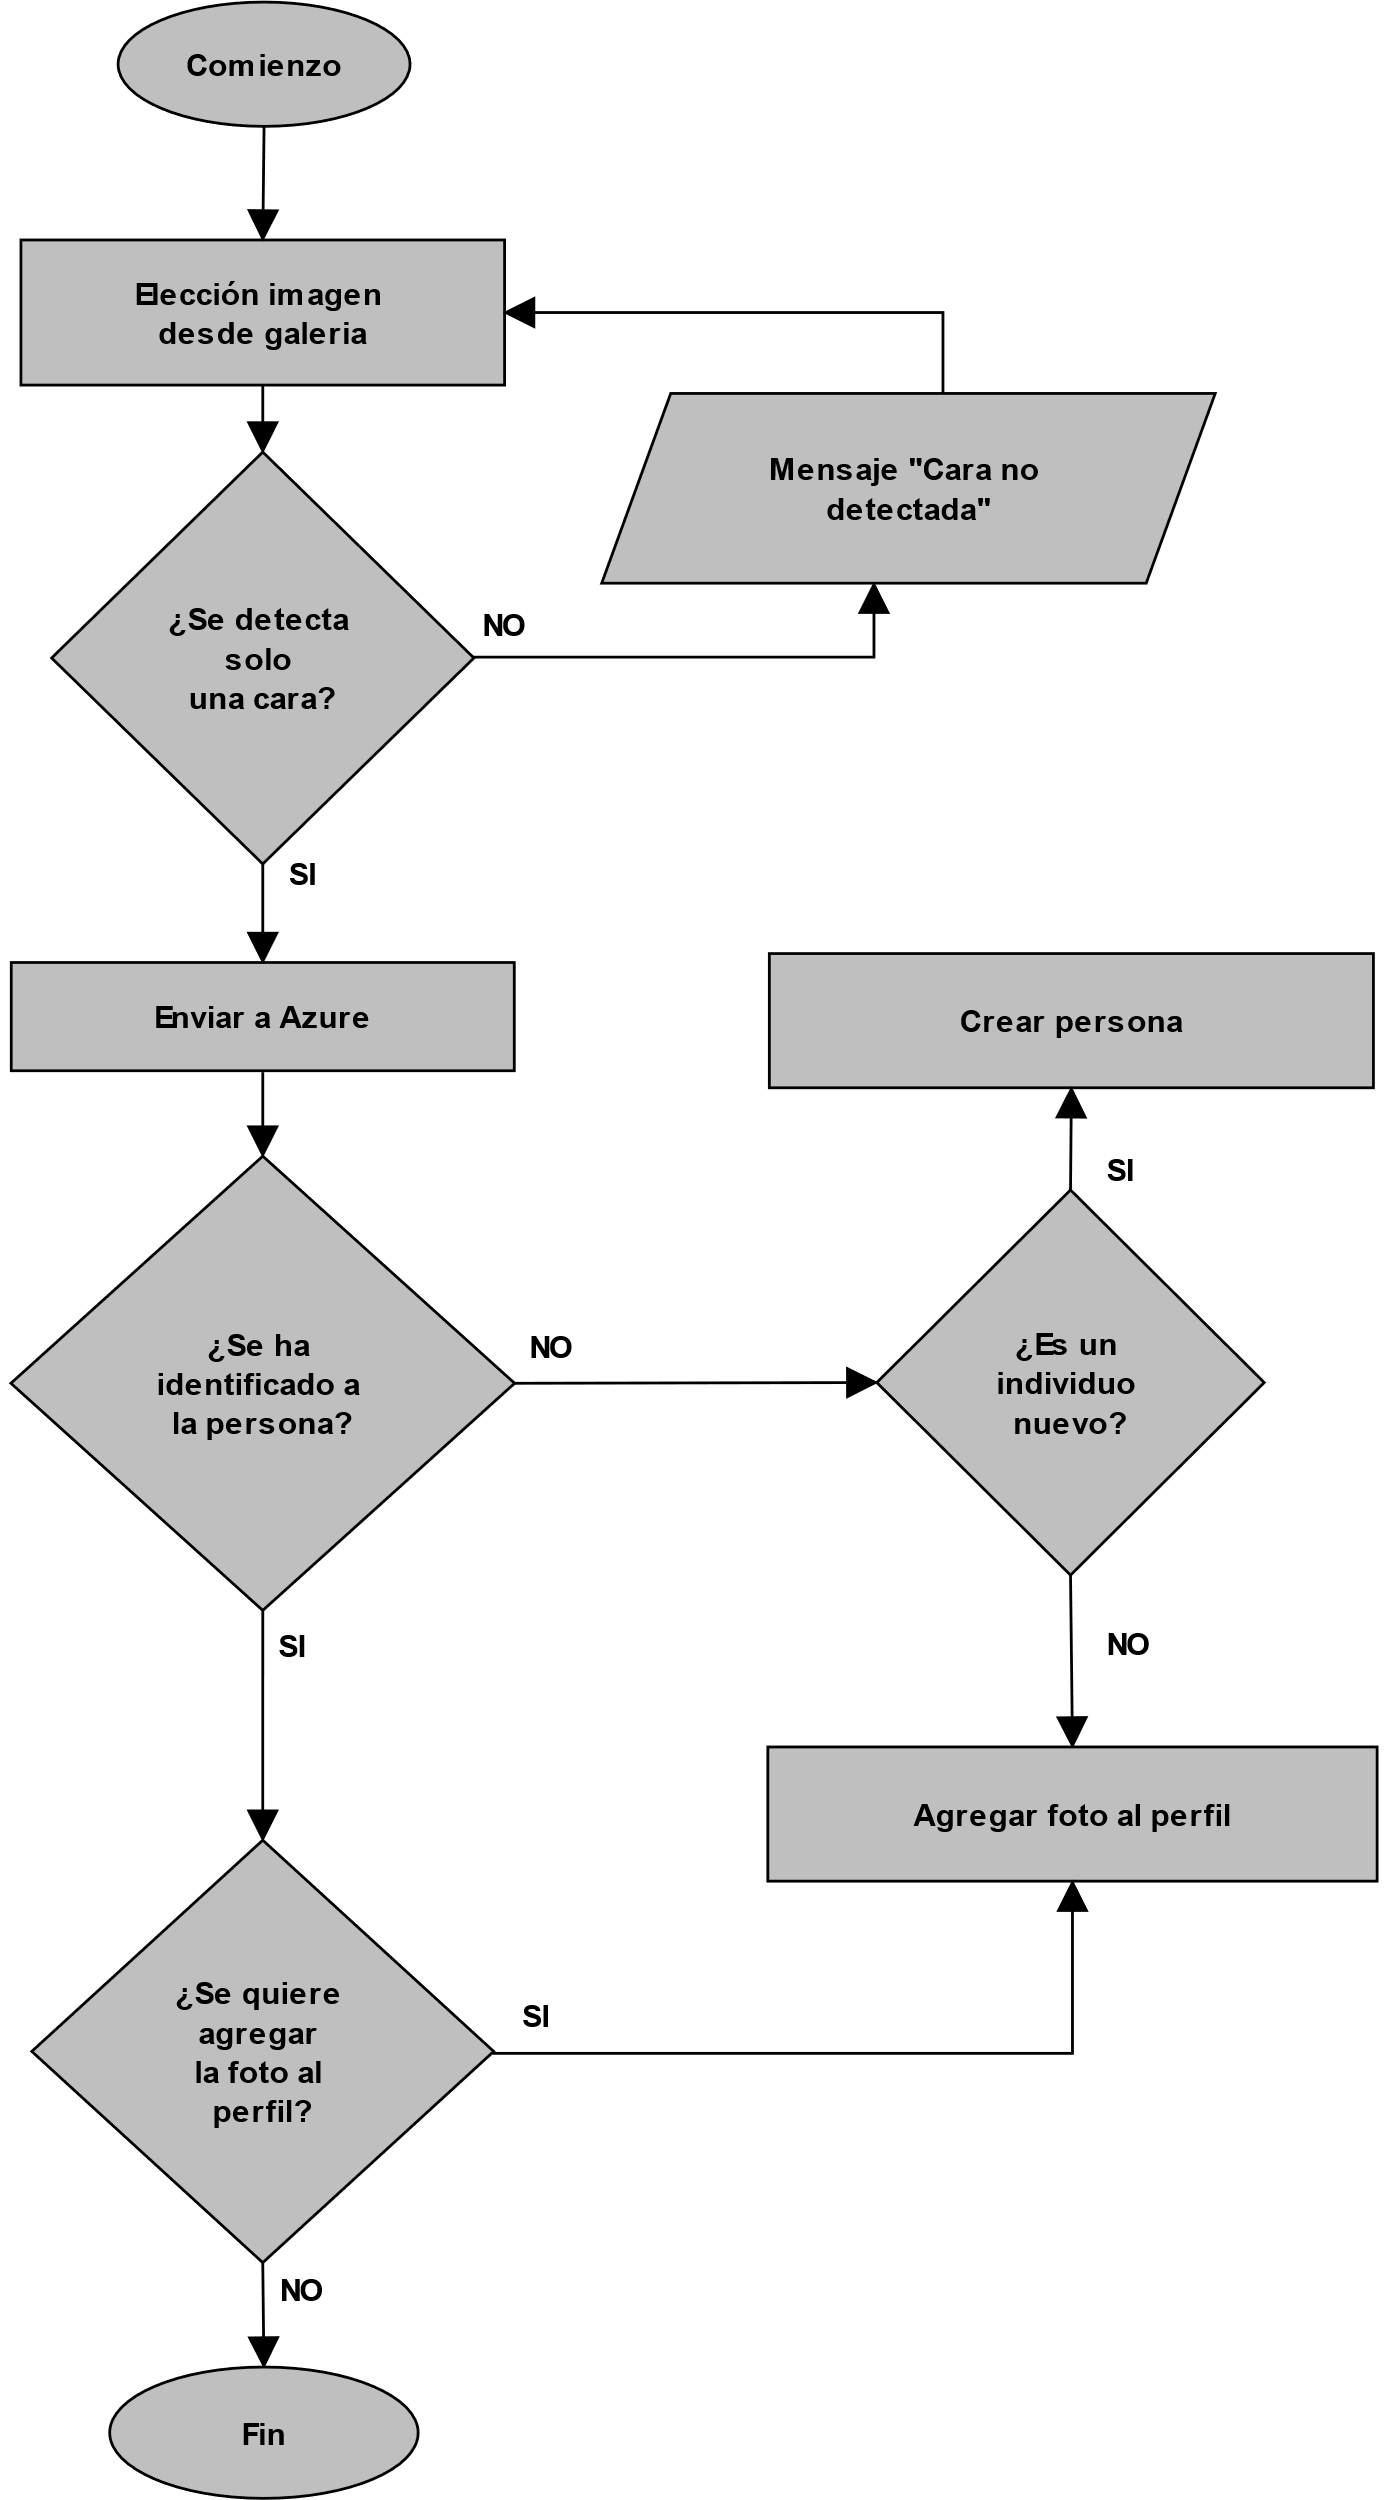 Comienzo
Elección imagen
desde galeria
Mensaje "Cara no
detectada"
¿Se detecta
solo
una cara?
NO
SI
Enviar a Azure
Crear persona
SI
¿Se ha
identificado a
la persona?
NO
¿Es un
individuo
nuevo?
SI
NO
Agregar foto al perfil
¿Se quiere
agregar
la foto al
perfil?
SI
NO
Fin